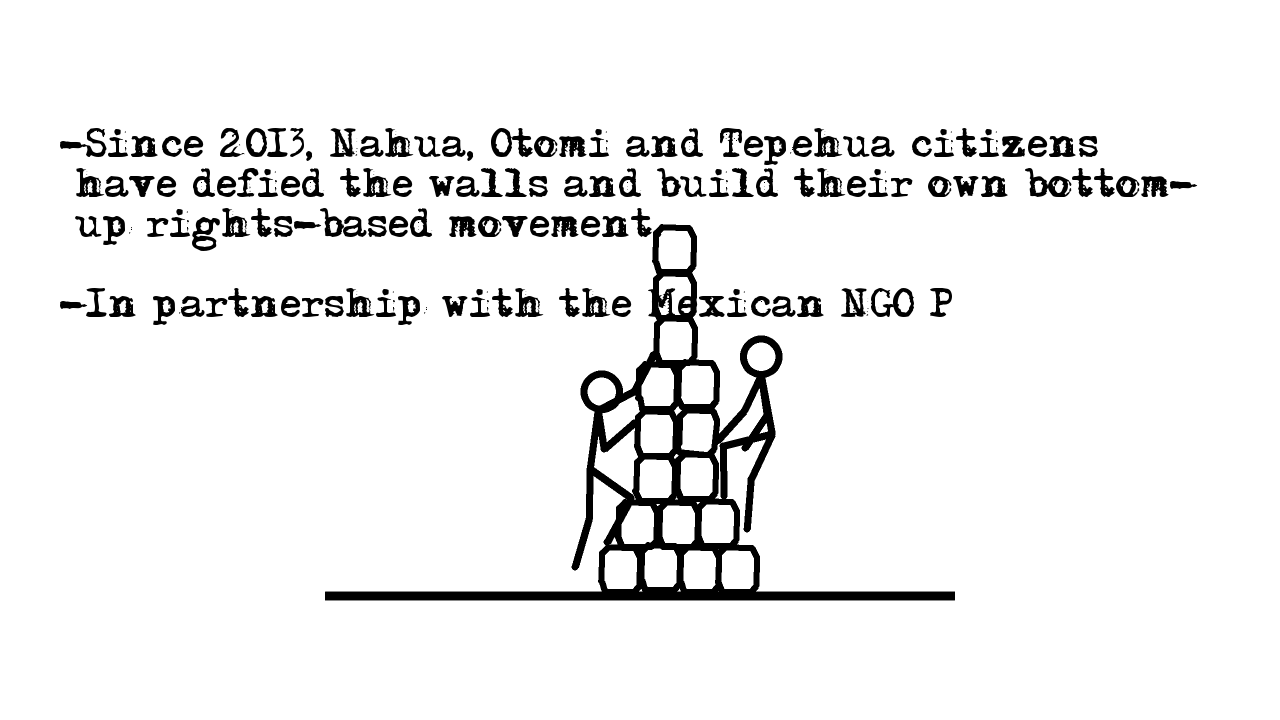 -Since 2013, Nahua, Otomi and Tepehua citizens
have defied the walls and build their own bottom-
up rights-based movement.
-In partnership with the Mexican NGO P